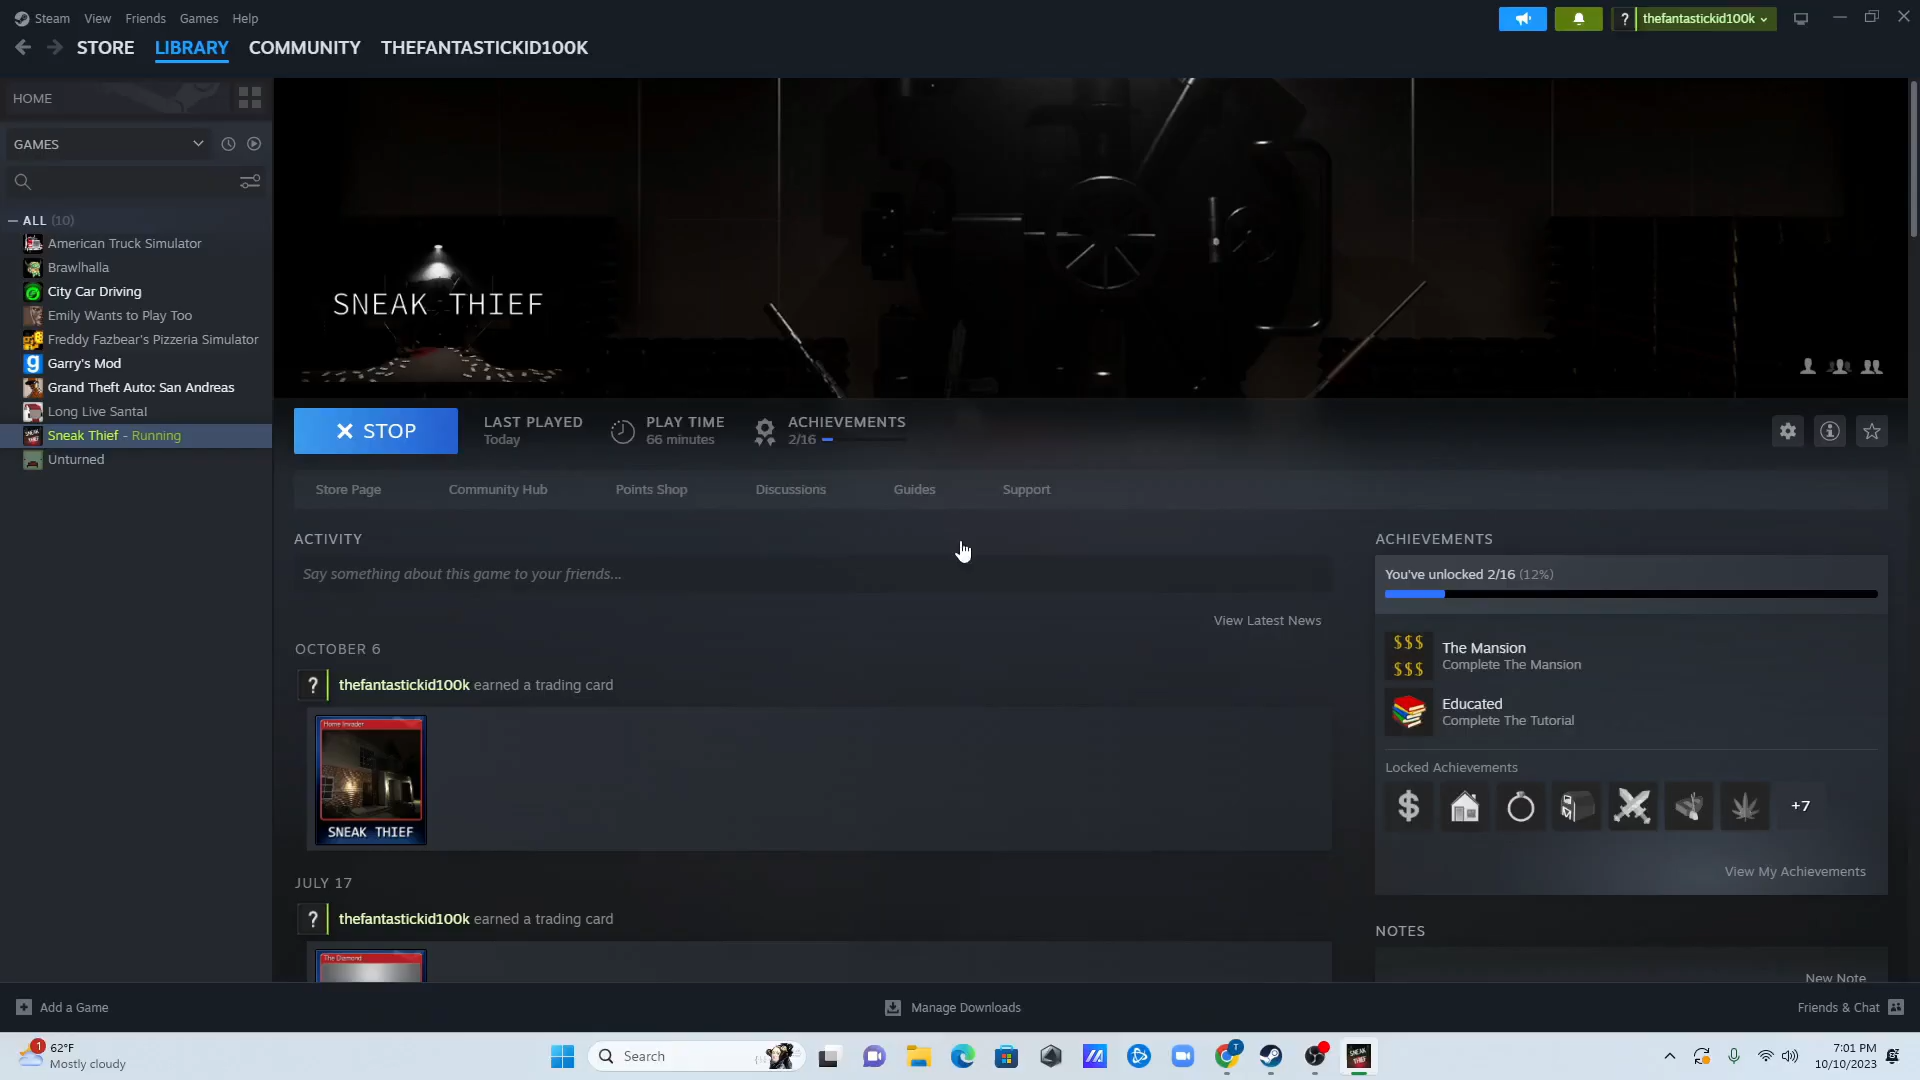 Steam View Friends Games Help
thefantastickid100k
STORE LIBRARY COMMUNITY THEFANTASTICKID100K
HOME
GAMES
ALL (10)
American Truck Simulator
Brawlhalla
City Car Driving
Emily Wants to Play Too
Freddy Fazbear's Pizzeria Simulator
Garry's Mod
Grand Theft Auto: San Andreas
Long Live Santa!
Sneak Thief - Running
Unturned
SNEAK THIEF
STOP
LAST PLAYED
Today
PLAY TIME
66 minutes
ACHIEVEMENTS
2/16
Store Page Community Hub Points Shop Discussions Guides Support
ACTIVITY
Say something about this game to your friends...
View Latest News
OCTOBER 6
? thefantastickid100k earned a trading card
Home Invader
SNEAK THIEF
JULY 17
? thefantastickid100k earned a trading card
The Diamond
ACHIEVEMENTS
You've unlocked 2/16 (12%)
$$$
$$$
The Mansion
Complete The Mansion
Educated
Complete The Tutorial
Locked Achievements
+7
View My Achievements
NOTES
New Note
Add a Game
Manage Downloads
Friends & Chat
1
62°F
Mostly cloudy
Search
T
SNEAK
THIEF
7:01 PM
10/10/2023